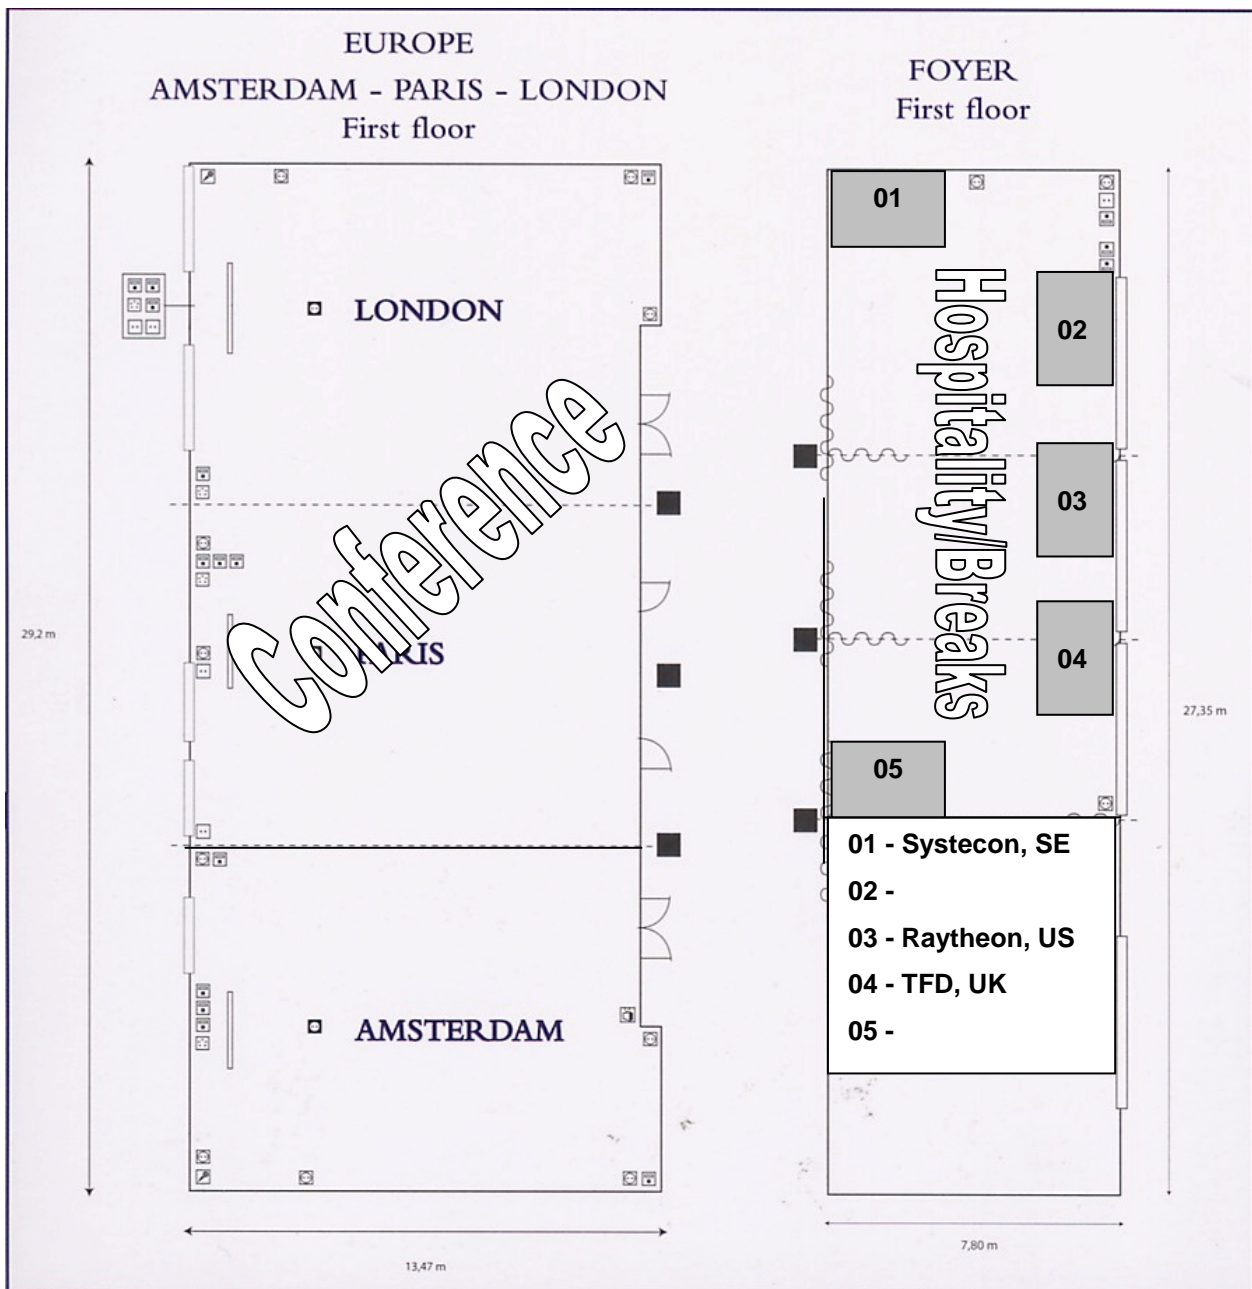 EUROPE
AMSTERDAM - PARIS - LONDON
First floor
FOYER
First floor
01
02
LONDON
Hospitality/Breaks
Conference
03
29,2 m
PARIS
04
27,35 m
05
01 - Systecon, SE
02 -
03 - Raytheon, US
04 - TFD, UK
05 -
AMSTERDAM
7,80 m
13,47 m